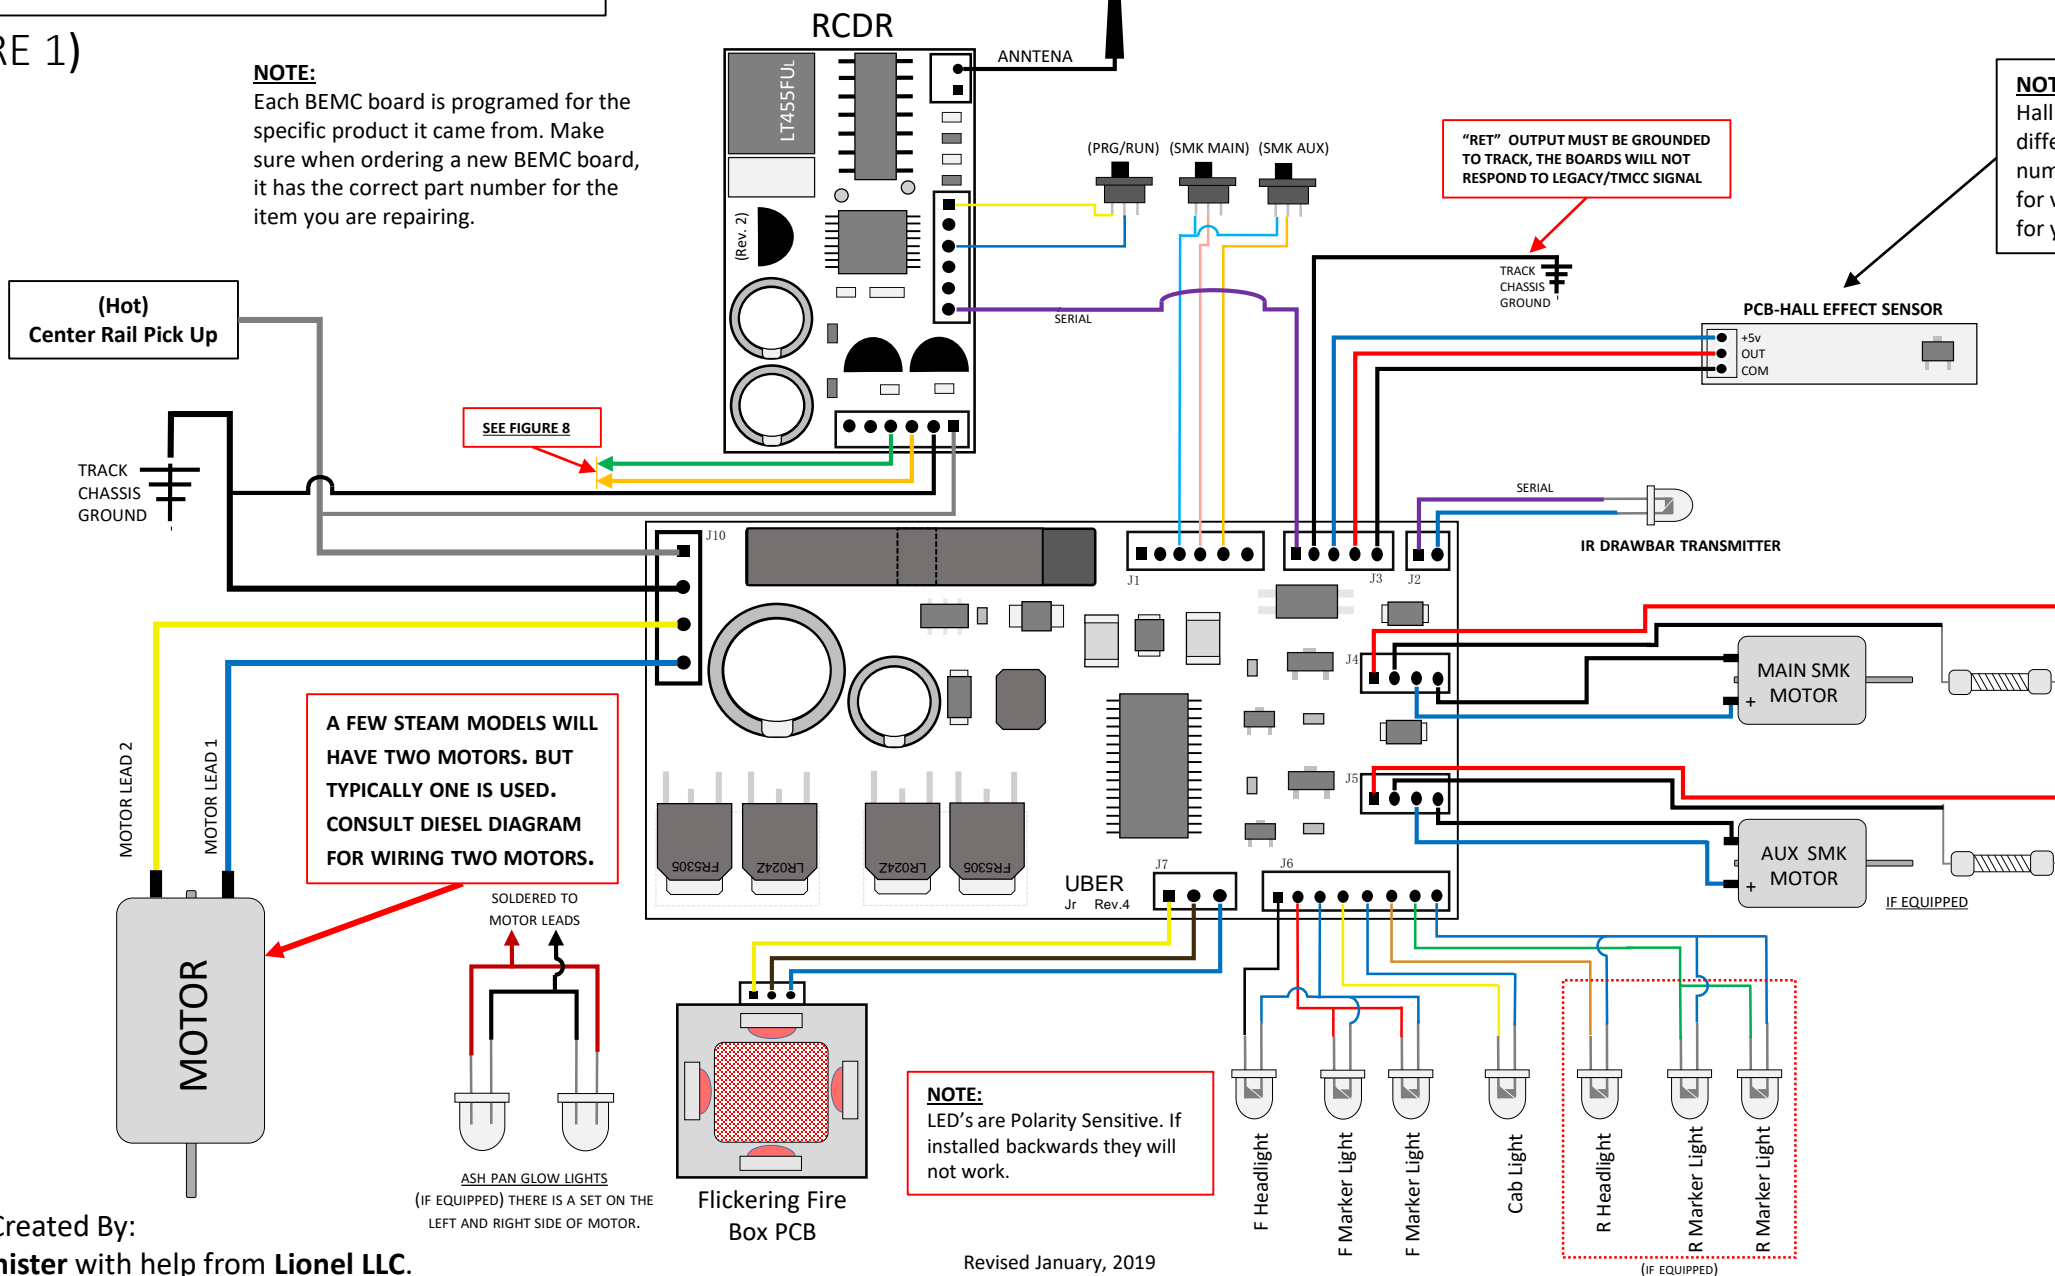 RE 1)
NOTE:
Each BEMC board is programed for the
specific product it came from. Make
sure when ordering a new BEMC board,
it has the correct part number for the
item you are repairing.
RCDR
ANNTENA
LT455FUL
(Rev. 2)
(PRG/RUN) (SMK MAIN) (SMK AUX)
"RET" OUTPUT MUST BE GROUNDED
TO TRACK, THE BOARDS WILL NOT
RESPOND TO LEGACY/TMCC SIGNAL
NOT
Hall
diffe
num
for v
for y
TRACK
CHASSIS
GROUND
PCB-HALL EFFECT SENSOR
+5v
OUT
COM
(Hot)
Center Rail Pick Up
SERIAL
SEE FIGURE 8
TRACK
CHASSIS
GROUND
SERIAL
IR DRAWBAR TRANSMITTER
J10
J1
J3
J2
J4
MAIN SMK
MOTOR
+
J5
AUX SMK
MOTOR
+
IF EQUIPPED
MOTOR LEAD 2
MOTOR LEAD 1
A FEW STEAM MODELS WILL
HAVE TWO MOTORS. BUT
TYPICALLY ONE IS USED.
CONSULT DIESEL DIAGRAM
FOR WIRING TWO MOTORS.
FR5305
LR024Z
LR024Z
FR5305
UBER
Jr Rev.4
J7
J6
SOLDERED TO
MOTOR LEADS
MOTOR
ASH PAN GLOW LIGHTS
(IF EQUIPPED) THERE IS A SET ON THE
LEFT AND RIGHT SIDE OF MOTOR.
Flickering Fire
Box PCB
NOTE:
LED's are Polarity Sensitive. If
installed backwards they will
not work.
F Headlight
F Marker Light
F Marker Light
Cab Light
R Headlight
R Marker Light
R Marker Light
(IF EQUIPPED)
Created By:
nister with help from Lionel LLC.
Revised January, 2019